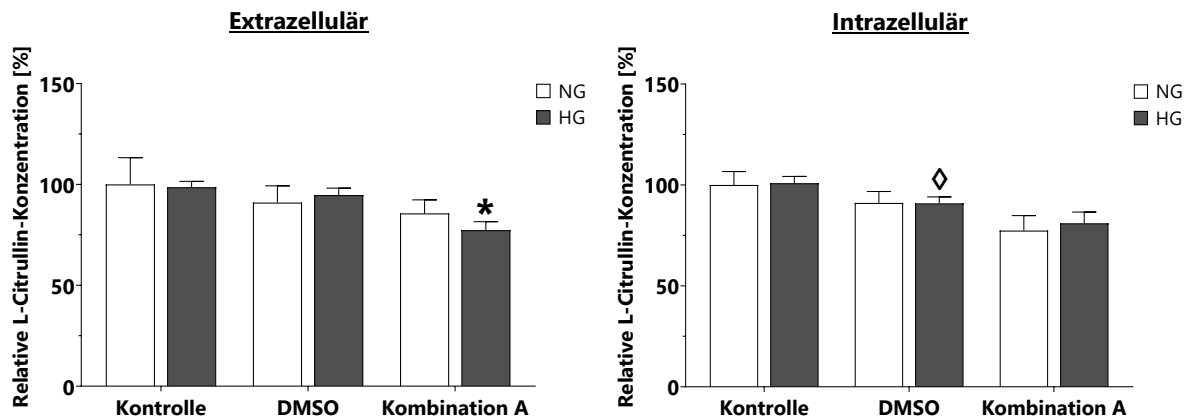 Extrazellulär
Relative L-Citrullin-Konzentration [%]
150
100
50
0
NG
HG
*
Kontrolle DMSO Kombination A
Intrazellulär
Relative L-Citrullin-Konzentration [%]
150
100
50
0
NG
HG
◊
Kontrolle DMSO Kombination A